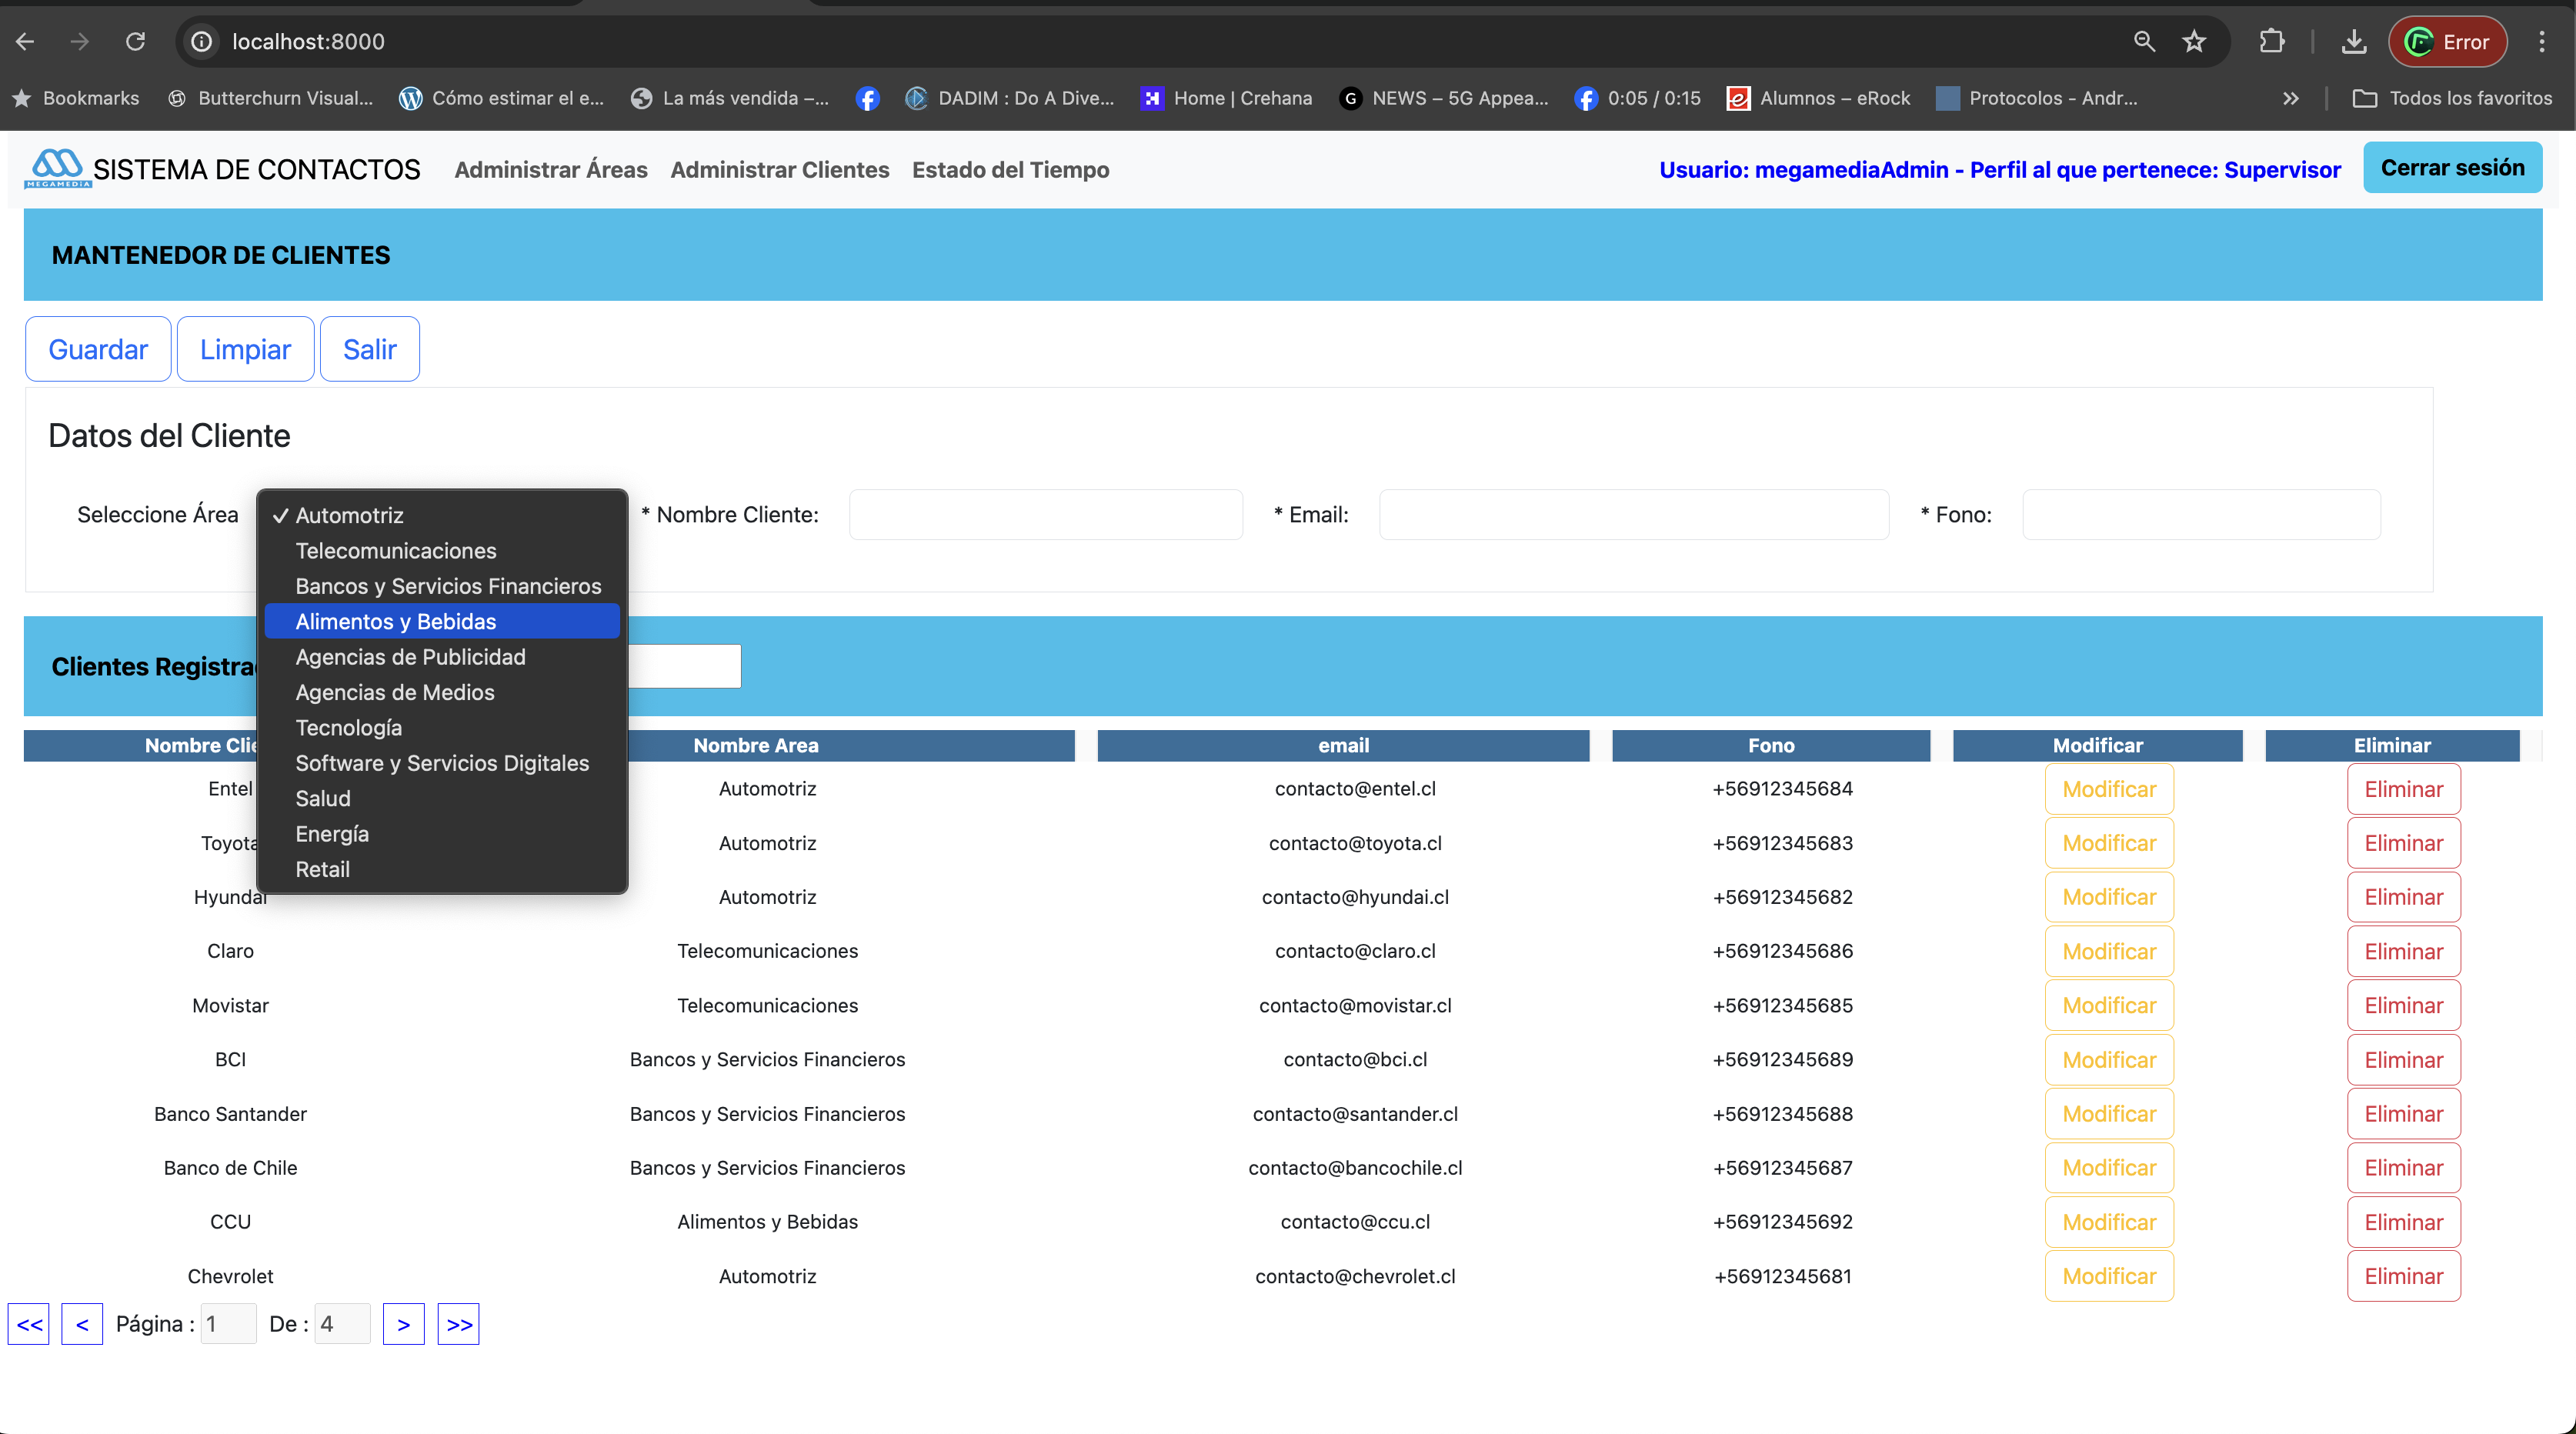 localhost:8000
Error
Bookmarks
Butterchurn Visual...
Cómo estimar el e...
La más vendida –...
DADIM : Do A Dive...
Home | Crehana
NEWS – 5G Appea...
0:05 / 0:15
Alumnos – eRock
Protocolos - Andr...
Todos los favoritos
MEGAMEDIA
SISTEMA DE CONTACTOS
Administrar Áreas
Administrar Clientes
Estado del Tiempo
Usuario: megamediaAdmin - Perfil al que pertenece: Supervisor
Cerrar sesión
MANTENEDOR DE CLIENTES
Guardar
Limpiar
Salir
Datos del Cliente
Seleccione Área
✓ Automotriz
Telecomunicaciones
Bancos y Servicios Financieros
Alimentos y Bebidas
Agencias de Publicidad
Agencias de Medios
Tecnología
Software y Servicios Digitales
Salud
Energía
Retail
* Nombre Cliente:
* Email:
* Fono:
Clientes Registra
Nombre Clie Nombre Area email Fono Modificar Eliminar
Entel Automotriz contacto@entel.cl +56912345684 Modificar Eliminar
Toyota Automotriz contacto@toyota.cl +56912345683 Modificar Eliminar
Hyundai Automotriz contacto@hyundai.cl +56912345682 Modificar Eliminar
Claro Telecomunicaciones contacto@claro.cl +56912345686 Modificar Eliminar
Movistar Telecomunicaciones contacto@movistar.cl +56912345685 Modificar Eliminar
BCI Bancos y Servicios Financieros contacto@bci.cl +56912345689 Modificar Eliminar
Banco Santander Bancos y Servicios Financieros contacto@santander.cl +56912345688 Modificar Eliminar
Banco de Chile Bancos y Servicios Financieros contacto@bancochile.cl +56912345687 Modificar Eliminar
CCU Alimentos y Bebidas contacto@ccu.cl +56912345692 Modificar Eliminar
Chevrolet Automotriz contacto@chevrolet.cl +56912345681 Modificar Eliminar
<< < Página : 1 De : 4 > >>